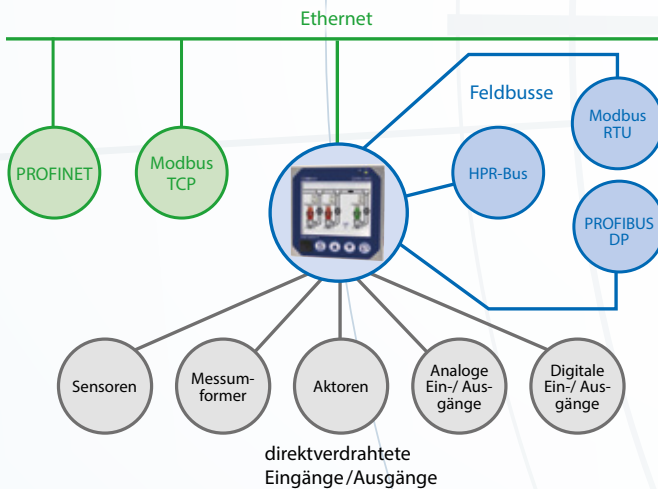 Ethernet
Feldbusse
PROFINET
Modbus
TCP
HPR-Bus
Modbus
RTU
PROFIBUS
DP
Sensoren
Messum-
former
Aktoren
Analoge
Ein-/ Aus-
gänge
Digitale
Ein-/ Aus-
gänge
direktverdrahtete
Eingänge/Ausgänge